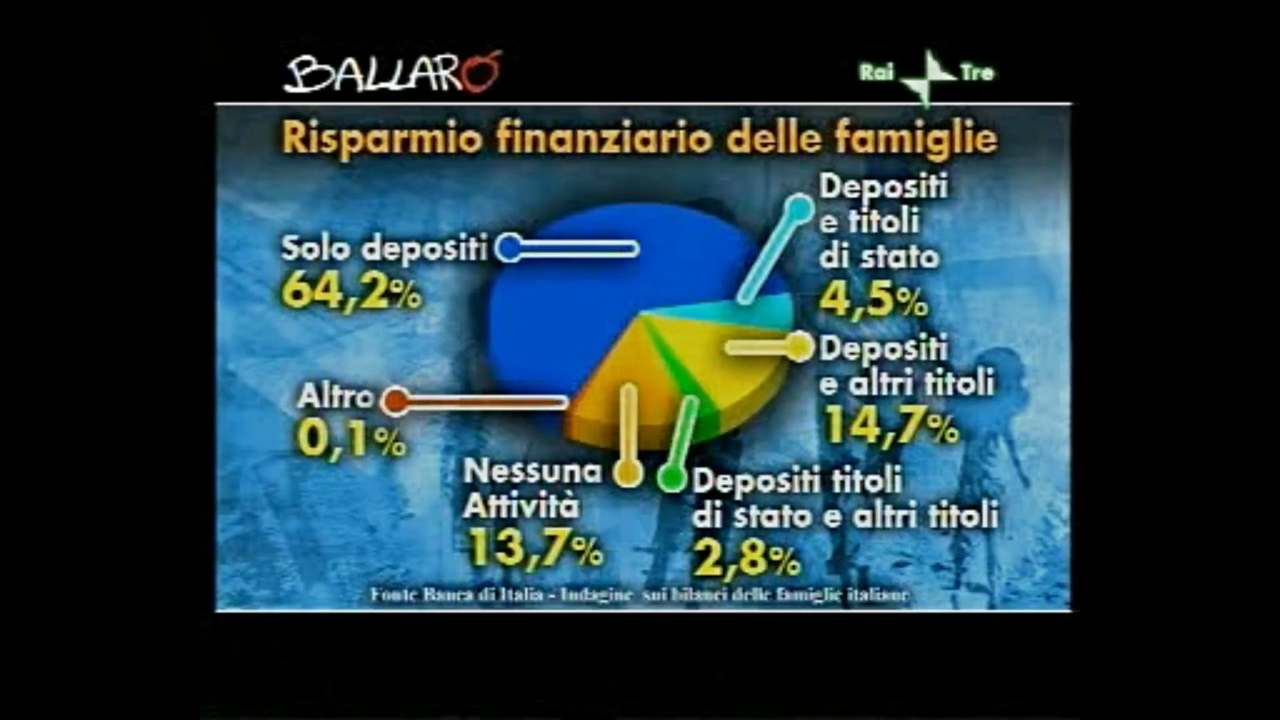 BALLARÒ
Rai Tre
Risparmio finanziario delle famiglie
Solo depositi
64,2%
Depositi
e titoli
di stato
4,5%
Depositi
e altri titoli
14,7%
Altro
0,1%
Nessuna
Attività
13,7%
Depositi titoli
di stato e altri titoli
2,8%
Fonte Banca di Italia - Indagine sui bilanci delle famiglie italiane